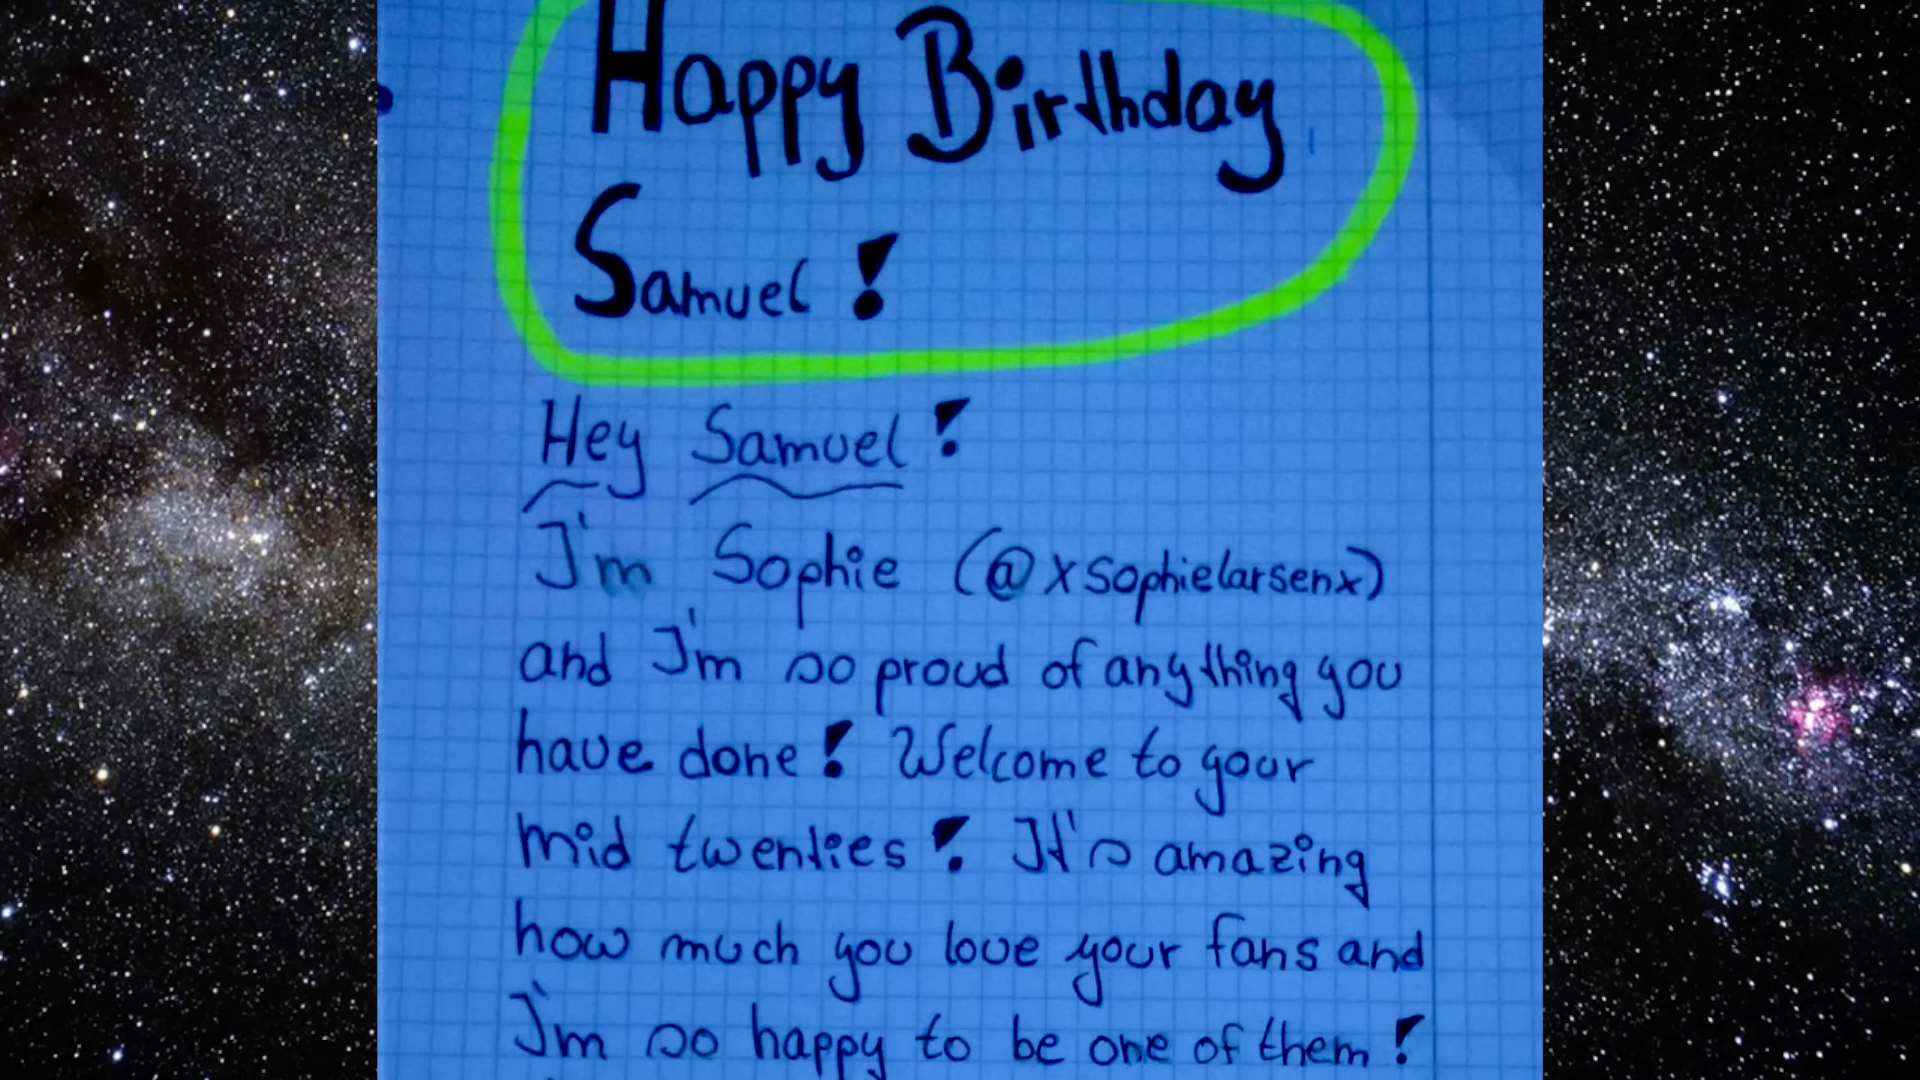 Happy Birthday
Samuel!
Hey Samuel!
I'm Sophie (@xsophielarsenx)
and I'm so proud of anything you
have done! Welcome to your
mid twenties! It's amazing
how much you love your fans and
I'm so happy to be one of them!